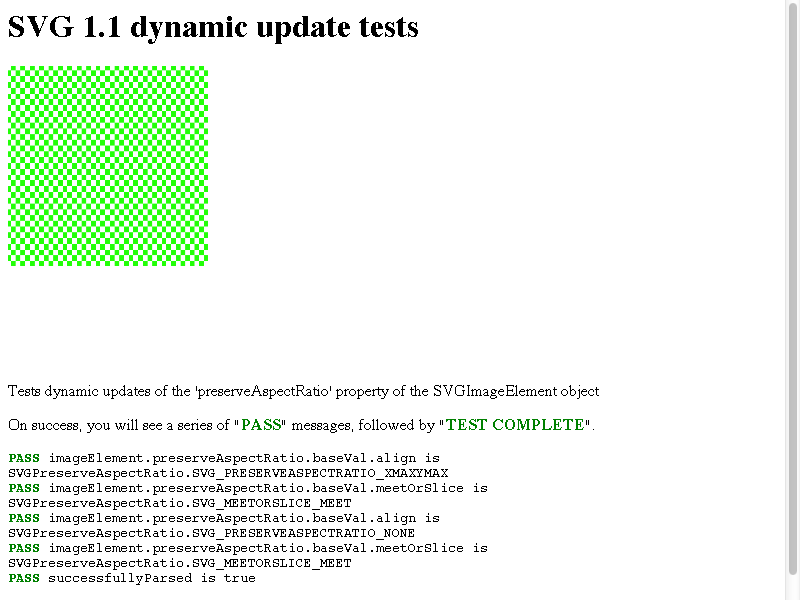 SVG 1.1 dynamic update tests
Tests dynamic updates of the 'preserveAspectRatio' property of the SVGImageElement object
On success, you will see a series of "PASS" messages, followed by "TEST COMPLETE".
PASS imageElement.preserveAspectRatio.baseVal.align is
SVGPreserveAspectRatio.SVG_PRESERVEASPECTRATIO_XMAXYMAX
PASS imageElement.preserveAspectRatio.baseVal.meetOrSlice is
SVGPreserveAspectRatio.SVG_MEETORSLICE_MEET
PASS imageElement.preserveAspectRatio.baseVal.align is
SVGPreserveAspectRatio.SVG_PRESERVEASPECTRATIO_NONE
PASS imageElement.preserveAspectRatio.baseVal.meetOrSlice is
SVGPreserveAspectRatio.SVG_MEETORSLICE_MEET
PASS successfullyParsed is true